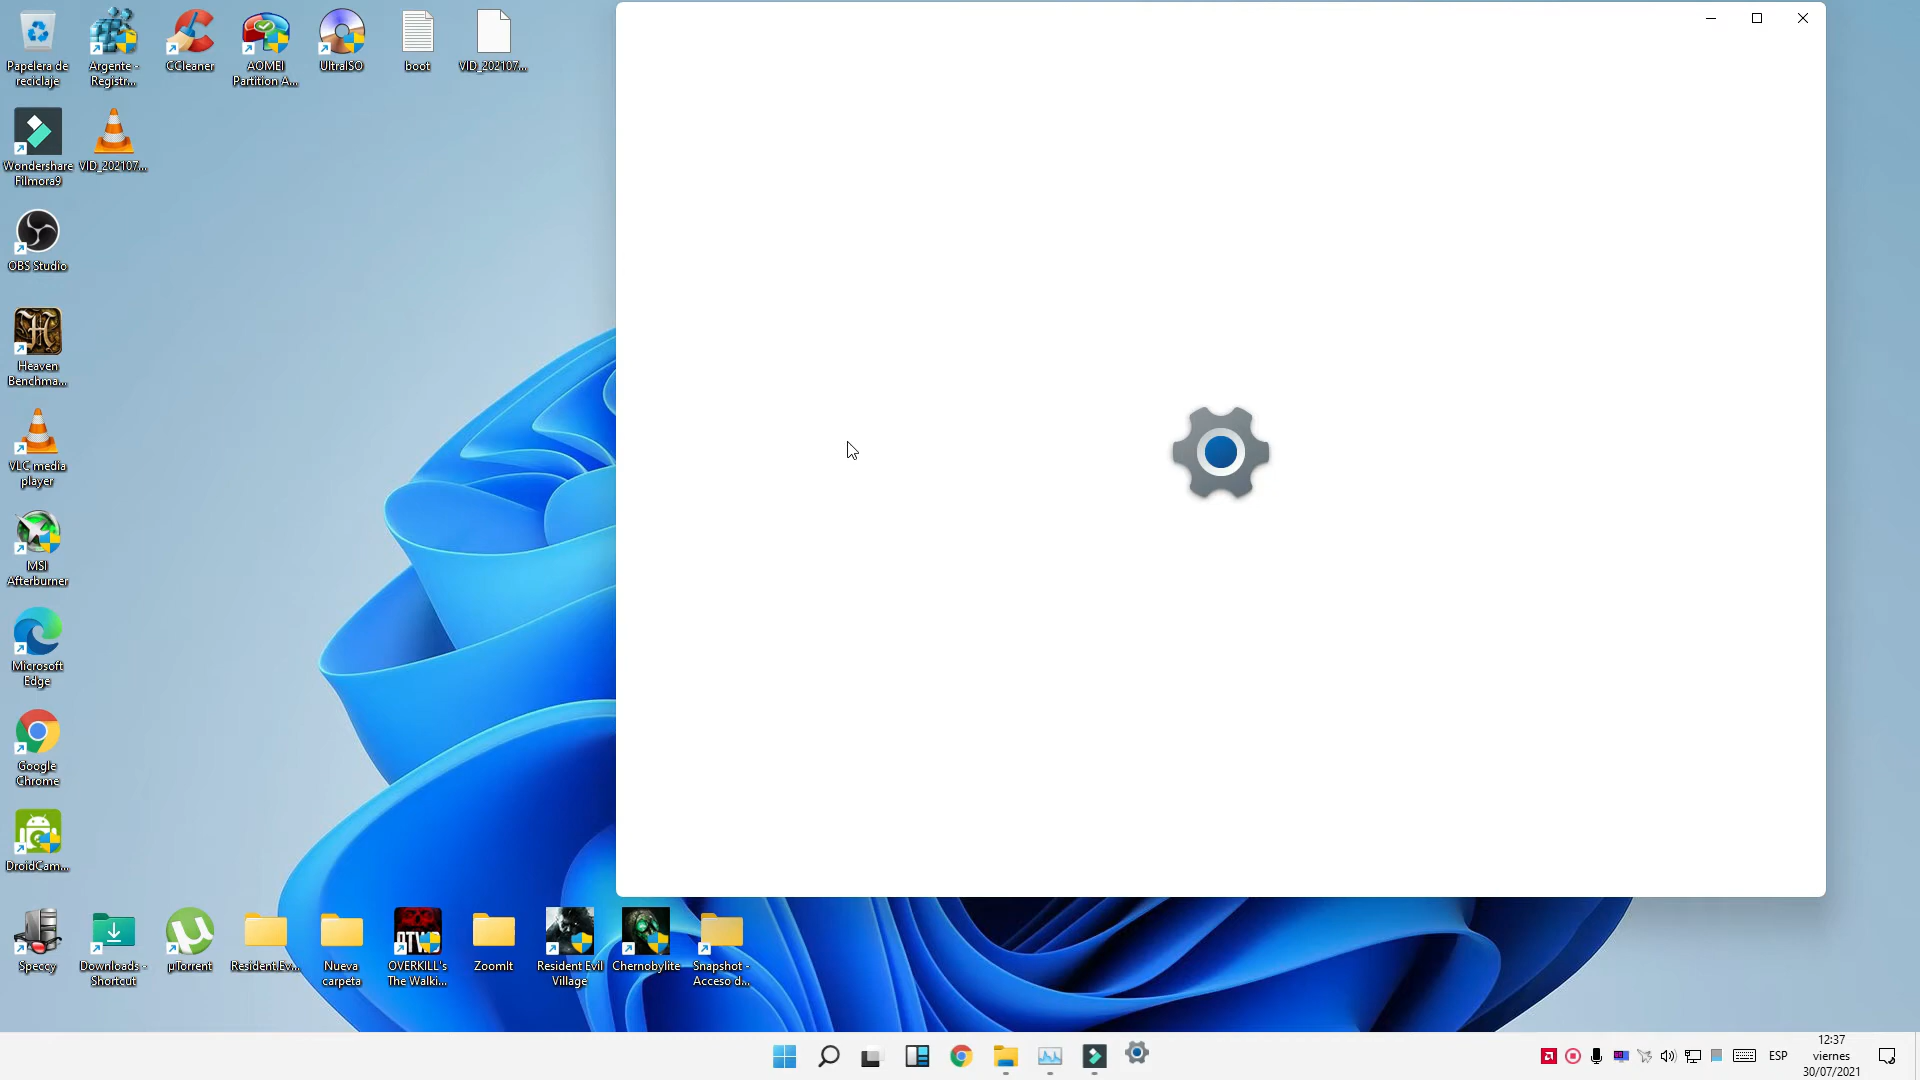 Papelera de
reciclaje
Argente -
Registr...
CCleaner
AOMEI
Partition A...
UltraISO
boot
VID_202107...
Wondershare
Filmora9
VID_202107...
OBS Studio
Heaven
Benchma...
VLC media
player
MSI
Afterburner
Microsoft
Edge
Google
Chrome
DroidCam...
Speccy
Downloads -
Shortcut
µTorrent
Resident Ev...
Nueva
carpeta
OVERKILL's
The Walki...
ZoomIt
Resident Evil
Village
Chernobylite
Snapshot -
Acceso d...
ESP
12:37
viernes
30/07/2021